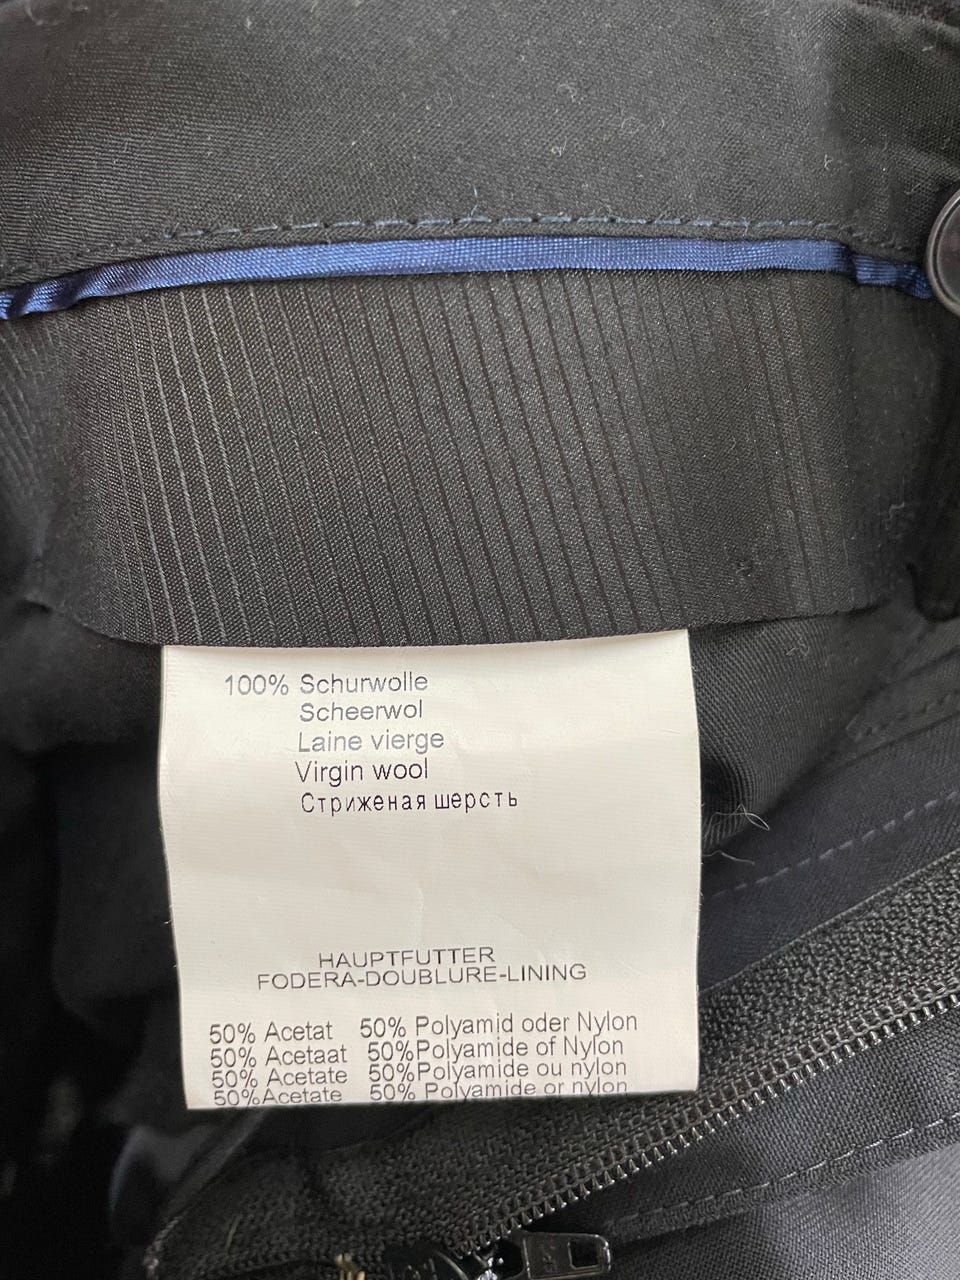 100% Schurwolle
Scheerwol
Laine vierge
Virgin wool
Стриженая шерсть
HAUPTFUTTER
FODERA-DOUBLURE-LINING
50% Acetat 50% Polyamid oder Nylon
50% Acetaat 50%Polyamide of Nylon
50% Acetate 50%Polyamide ou nylon
50%Acetate 50% Polyamide or nylon